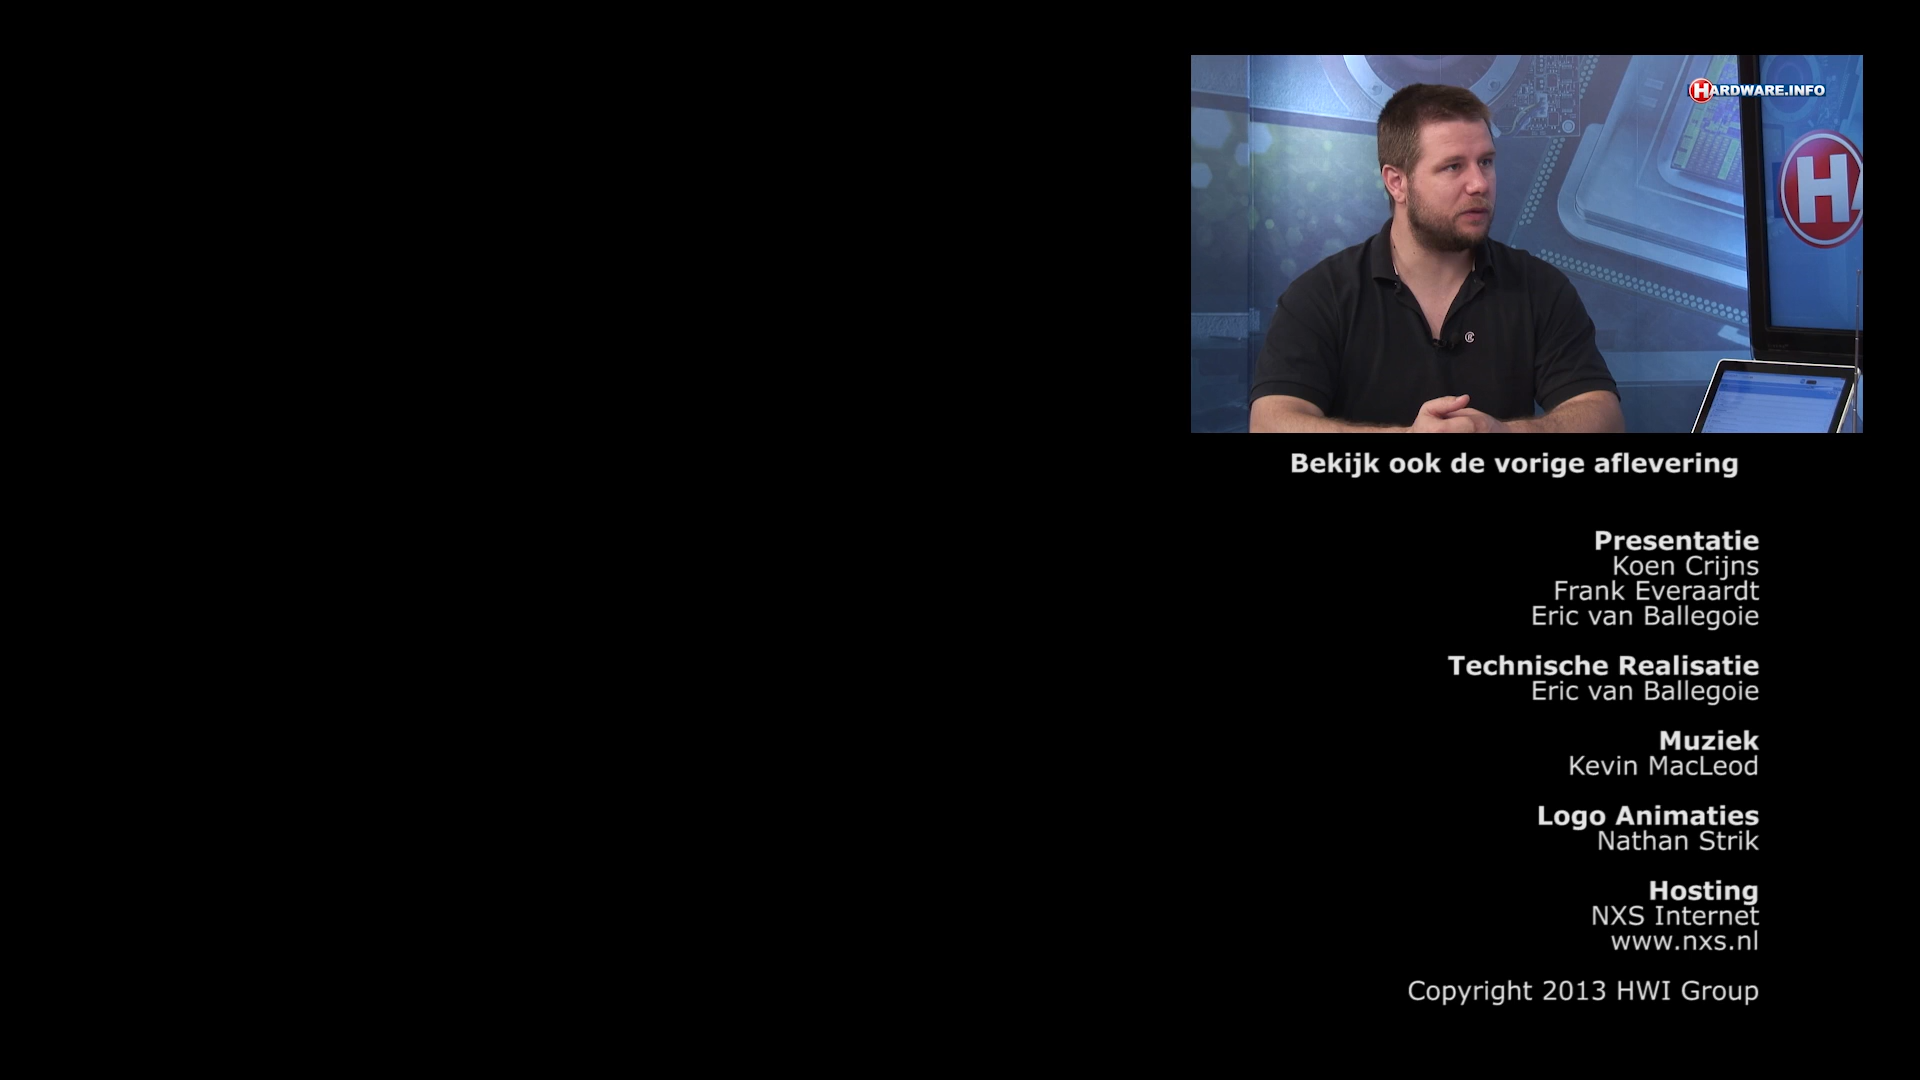 HARDWARE.INFO
HA
Bekijk ook de vorige aflevering
Presentatie
Koen Crijns
Frank Everaardt
Eric van Ballegoie
Technische Realisatie
Eric van Ballegoie
Muziek
Kevin MacLeod
Logo Animaties
Nathan Strik
Hosting
NXS Internet
www.nxs.nl
Copyright 2013 HWI Group